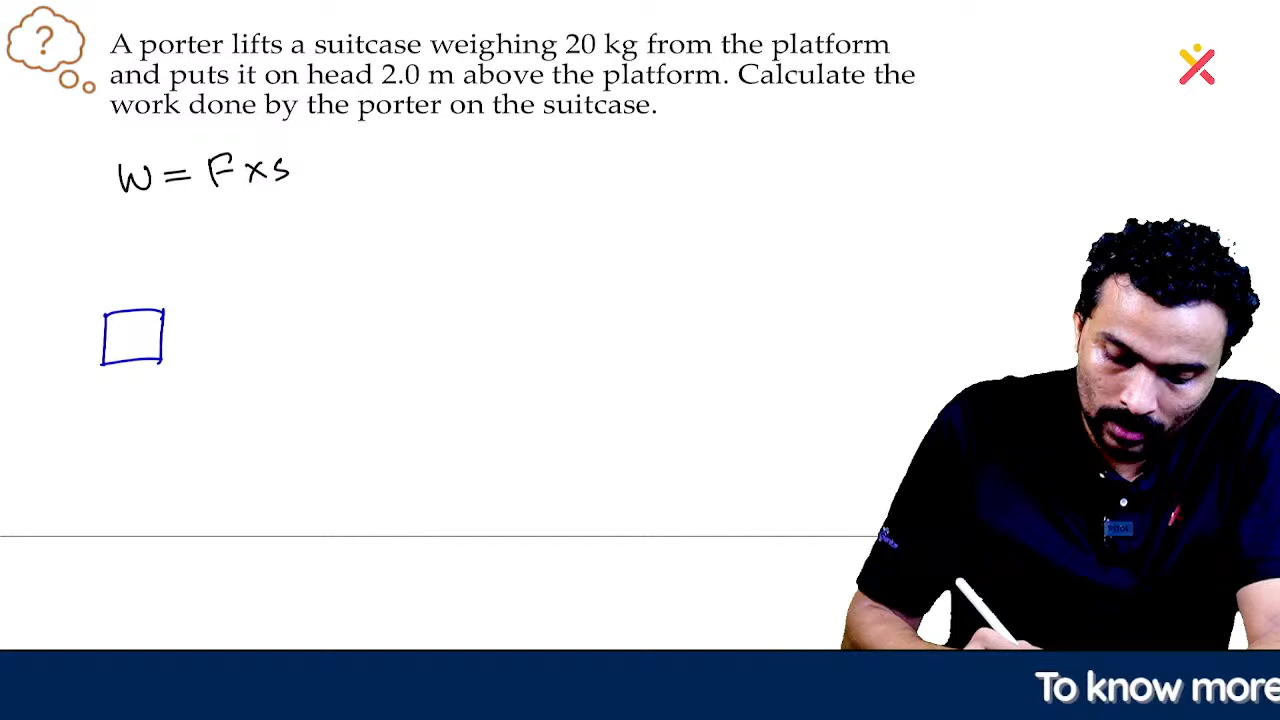 ?
A porter lifts a suitcase weighing 20 kg from the platform
and puts it on head 2.0 m above the platform. Calculate the
work done by the porter on the suitcase.
W = F × s
To know more